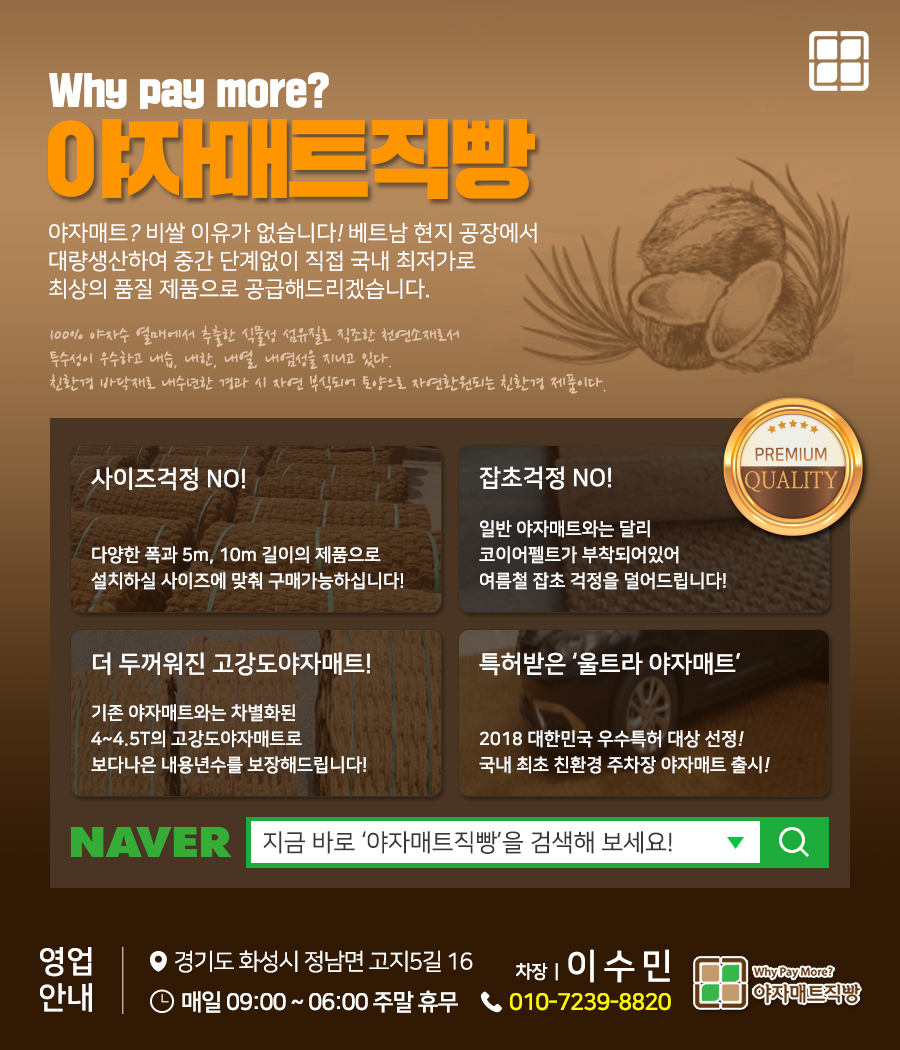 Why pay more?
야자매트직빵
야자매트? 비쌀 이유가 없습니다! 베트남 현지 공장에서
대량생산하여 중간 단계없이 직접 국내 최저가로
최상의 품질 제품으로 공급해드리겠습니다.
100% 야자수 열매에서 추출한 식물성 섬유질로 직조한 천연소재로서
투수성이 우수하고 내습, 내한, 내열, 내염성을 지니고 있다.
친환경 바닥재로 내수년한 경과 시 자연 부식되어 토양으로 자연환원되는 친환경 제품이다.
PREMIUM
QUALITY
사이즈걱정 NO!
다양한 폭과 5m, 10m 길이의 제품으로
설치하실 사이즈에 맞춰 구매가능하십니다!
잡초걱정 NO!
일반 야자매트와는 달리
코이어펠트가 부착되어있어
여름철 잡초 걱정을 덜어드립니다!
더 두꺼워진 고강도야자매트!
기존 야자매트와는 차별화된
4~4.5T의 고강도야자매트로
보다나은 내용년수를 보장해드립니다!
특허받은 ‘울트라 야자매트’
2018 대한민국 우수특허 대상 선정!
국내 최초 친환경 주차장 야자매트 출시!
NAVER 지금 바로 ‘야자매트직빵’을 검색해 보세요!
영업
안내
경기도 화성시 정남면 고지5길 16
매일 09:00 ~ 06:00 주말 휴무
차장 | 이수민
010-7239-8820
Why Pay More?
야자매트직빵